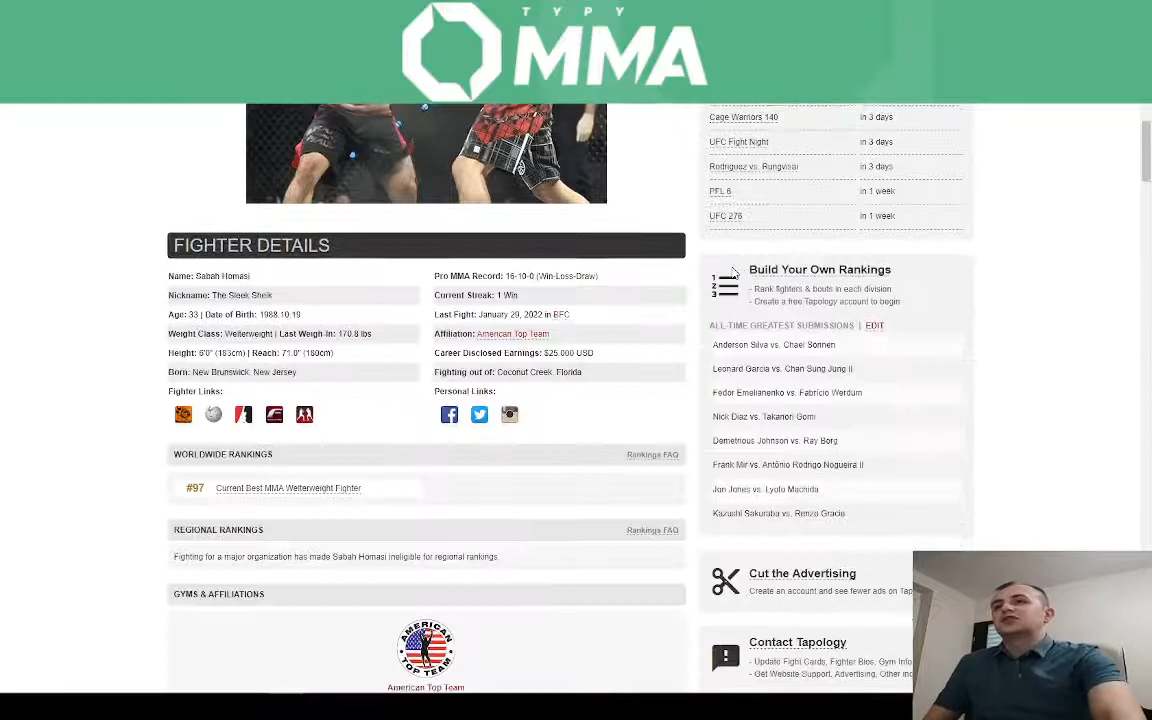 TYPY
MMA
Cage Warriors 140 in 3 days
UFC Fight Night in 3 days
Rodriguez vs. Rungvisai in 3 days
PFL 6 in 1 week
UFC 276 in 1 week
FIGHTER DETAILS
Name: Sabah Homasi
Pro MMA Record: 16-10-0 (Win-Loss-Draw)
Nickname: The Sleek Sheik
Current Streak: 1 Win
Age: 33 | Date of Birth: 1988.10.19
Last Fight: January 29, 2022 in BFC
Weight Class: Welterweight | Last Weigh-In: 170.8 lbs
Affiliation: American Top Team
Height: 6'0" (183cm) | Reach: 71.0" (180cm)
Career Disclosed Earnings: $25,000 USD
Born: New Brunswick, New Jersey
Fighting out of: Coconut Creek, Florida
Fighter Links:
Personal Links:
WORLDWIDE RANKINGS
Rankings FAQ
#97 Current Best MMA Welterweight Fighter
REGIONAL RANKINGS
Rankings FAQ
Fighting for a major organization has made Sabah Homasi ineligible for regional rankings.
GYMS & AFFILIATIONS
AMERICAN
TOP TEAM
American Top Team
1
2
3
Build Your Own Rankings
- Rank fighters & bouts in each division
- Create a free Tapology account to begin
ALL-TIME GREATEST SUBMISSIONS | EDIT
Anderson Silva vs. Chael Sonnen
Leonard Garcia vs. Chan Sung Jung II
Fedor Emelianenko vs. Fabrício Werdum
Nick Diaz vs. Takanori Gomi
Demetrious Johnson vs. Ray Borg
Frank Mir vs. Antônio Rodrigo Nogueira II
Jon Jones vs. Lyoto Machida
Kazushi Sakuraba vs. Renzo Gracie
Cut the Advertising
Create an account and see fewer ads on Tap
Contact Tapology
- Update Fight Cards, Fighter Bios, Gym Info
- Get Website Support, Advertising, Other inq